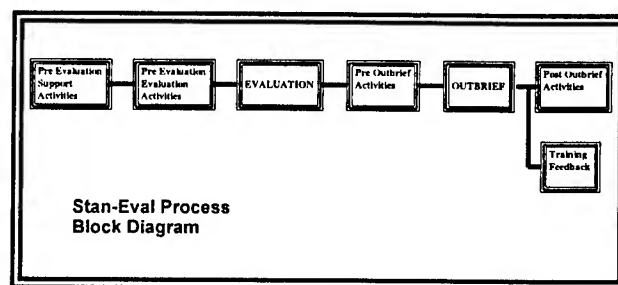 Pre Evaluation
Support
Activities
Pre Evaluation
Evaluation
Activities
EVALUATION
Pre Outbrief
Activities
OUTBRIEF
Post Outbrief
Activities
Training
Feedback
Stan-Eval Process
Block Diagram